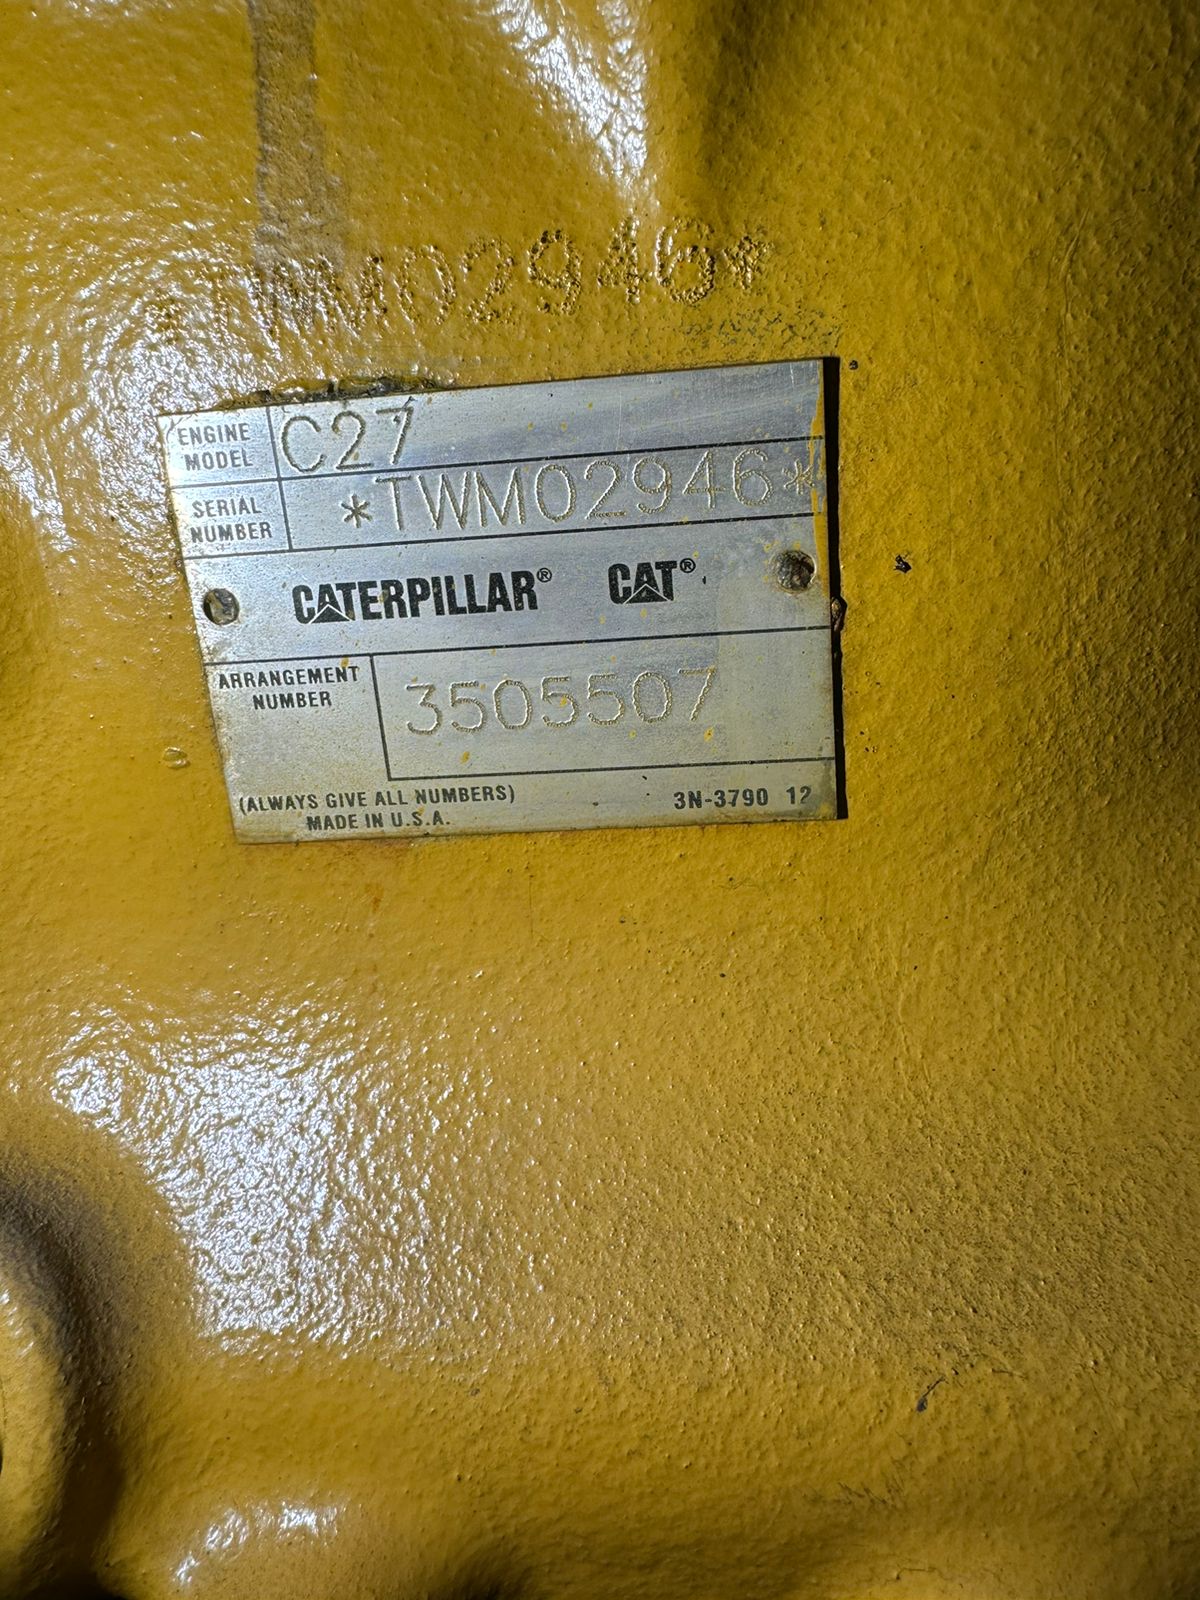 *TWM02946*
ENGINE MODEL C27
SERIAL NUMBER *TWM02946*
CATERPILLAR® CAT®
ARRANGEMENT NUMBER 3505507
(ALWAYS GIVE ALL NUMBERS) 3N-3790 12
MADE IN U.S.A.